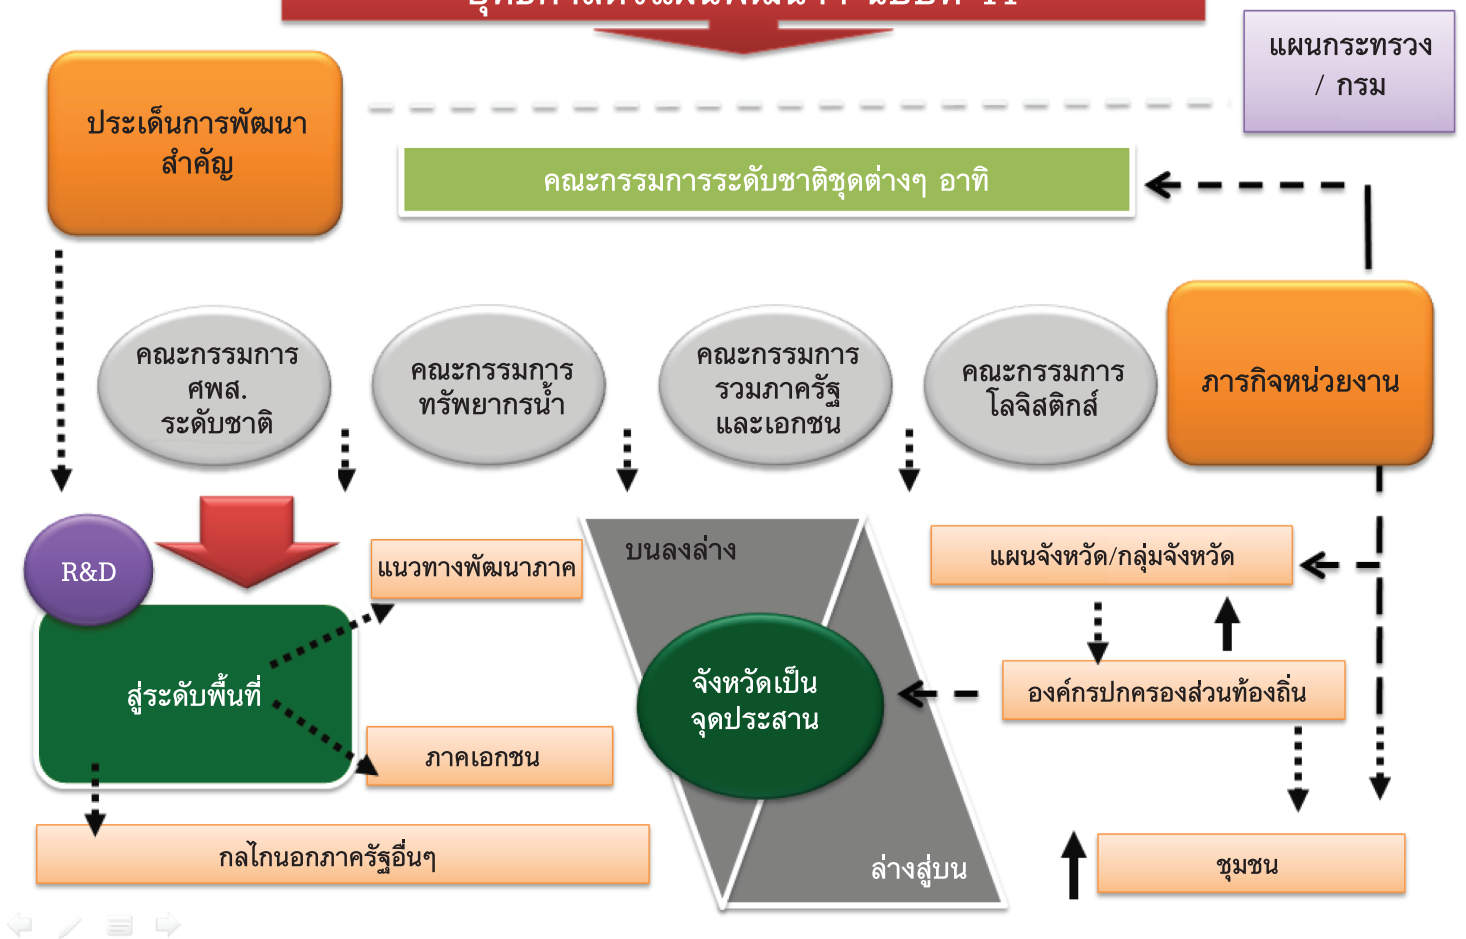 แผนกระทรวง
/ กรม
ประเด็นการพัฒนา
สำคัญ
คณะกรรมการระดับชาติชุดต่างๆ อาทิ
คณะกรรมการ
ศพส.
ระดับชาติ
คณะกรรมการ
ทรัพยากรน้ำ
คณะกรรมการ
รวมภาครัฐ
และเอกชน
คณะกรรมการ
โลจิสติกส์
ภารกิจหน่วยงาน
R&D
แนวทางพัฒนาภาค
บนลงล่าง
แผนจังหวัด/กลุ่มจังหวัด
สู่ระดับพื้นที่
จังหวัดเป็น
จุดประสาน
องค์กรปกครองส่วนท้องถิ่น
ภาคเอกชน
กลไกนอกภาครัฐอื่นๆ
ล่างสู่บน
ชุมชน